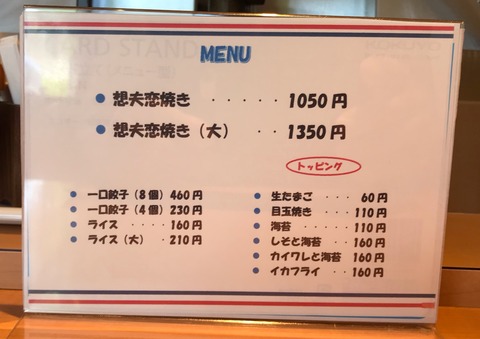 MENU
● 想夫恋焼き ・・・・・ 1050円
● 想夫恋焼き（大） ・・ 1350円
トッピング
● 一口餃子（8個）460円
● 一口餃子（4個）230円
● ライス ・・・・ 160円
● ライス（大） ・ 210円
● 生たまご ・・・ 60円
● 目玉焼き ・・・ 110円
● 海苔 ・・・・・ 110円
● しそと海苔 ・・ 160円
● カイワレと海苔 160円
● イカフライ ・・ 160円